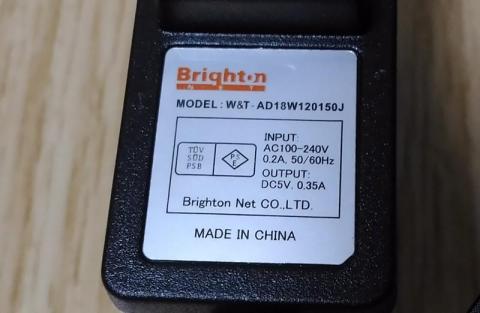 Brighton
NET
MODEL : W&T - AD18W120150J
INPUT:
AC100-240V
0.2A, 50/60Hz
OUTPUT:
DC5V, 0.35A
TÜV
SÜD
PSB
PS
E
Brighton Net CO.,LTD.
MADE IN CHINA